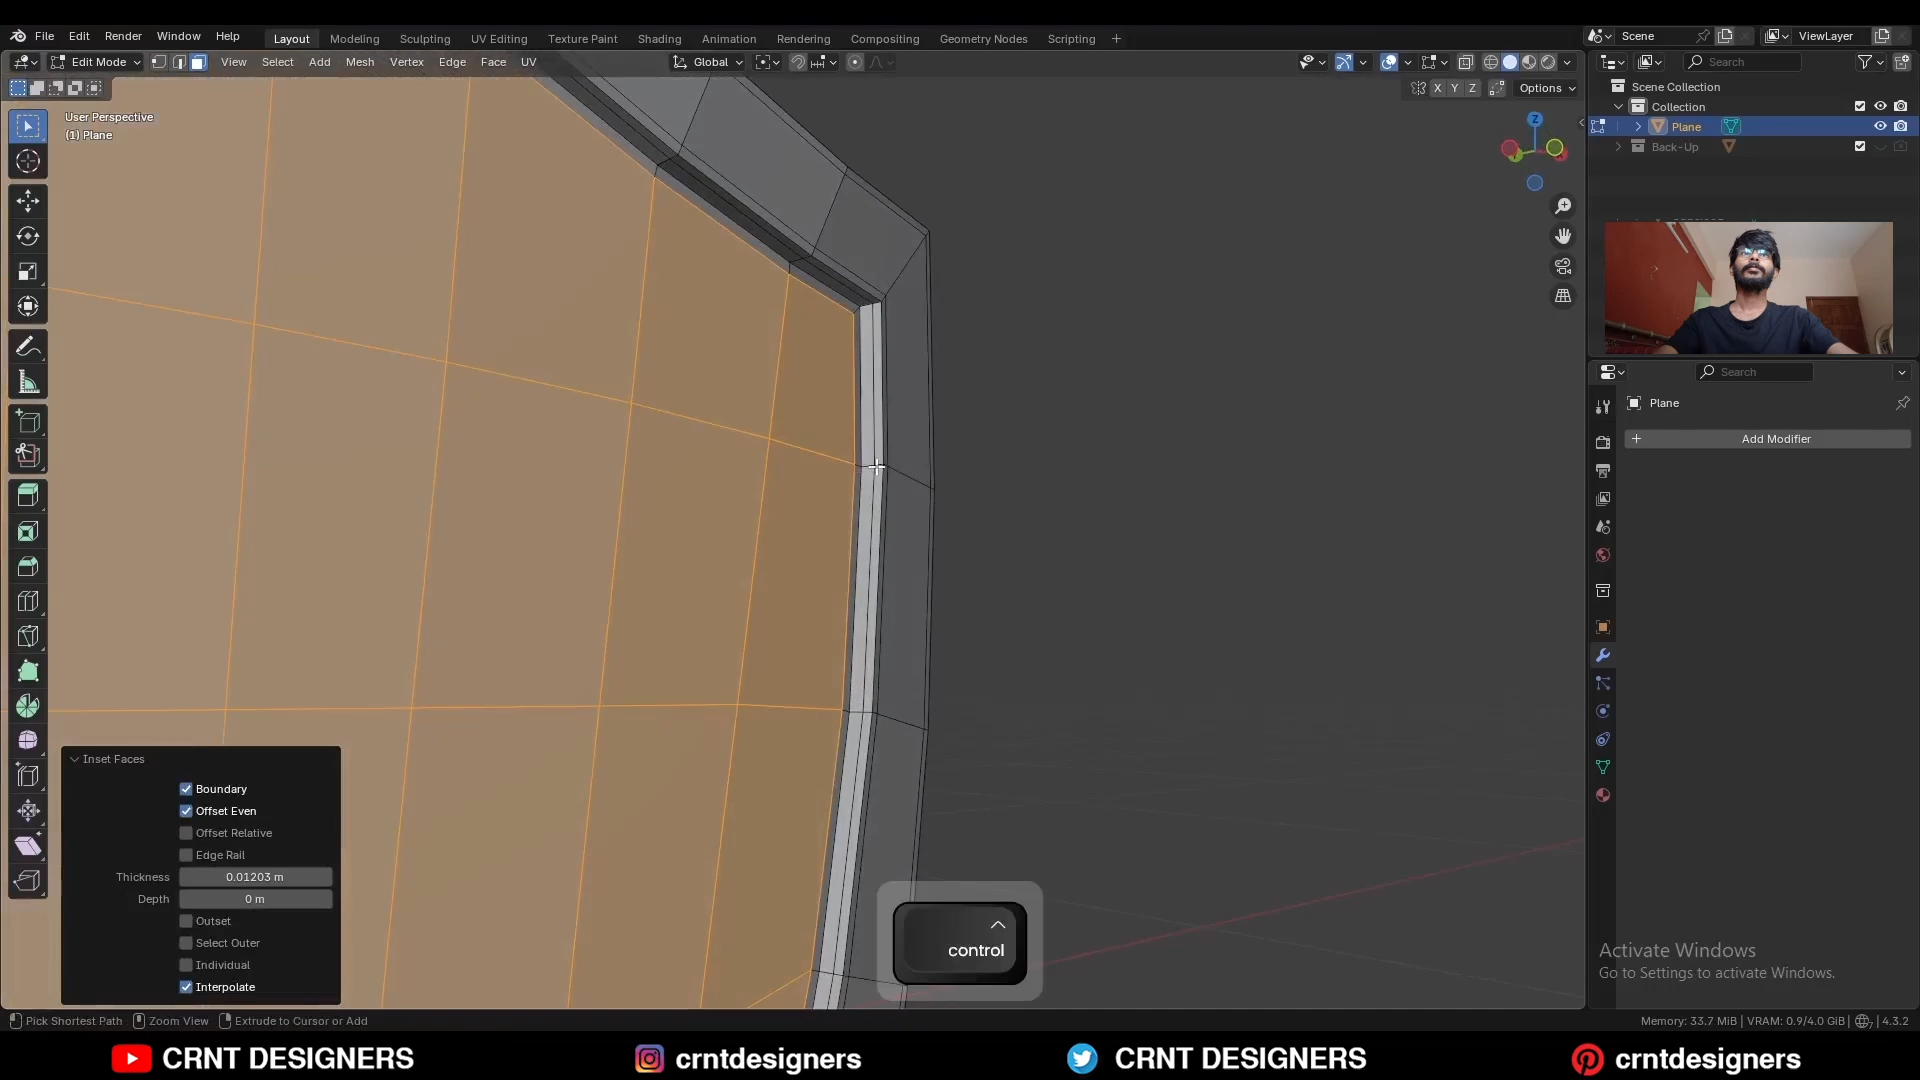 File Edit Render Window Help Layout Modeling Sculpting UV Editing Texture Paint Shading Animation Rendering Compositing Geometry Nodes Scripting + Scene ViewLayer
Edit Mode View Select Add Mesh Vertex Edge Face UV Global Search
X Y Z Options
Scene Collection
Collection
Plane
Back-Up
User Perspective
(1) Plane
Z
Search
Plane
+ Add Modifier
Inset Faces
Boundary
Offset Even
Offset Relative
Edge Rail
Thickness 0.01203 m
Depth 0 m
Outset
Select Outer
Individual
Interpolate
control
Activate Windows
Go to Settings to activate Windows.
Pick Shortest Path Zoom View Extrude to Cursor or Add Memory: 33.7 MiB | VRAM: 0.9/4.0 GiB | 7 | 4.3.2
CRNT DESIGNERS crntdesigners CRNT DESIGNERS crntdesigners